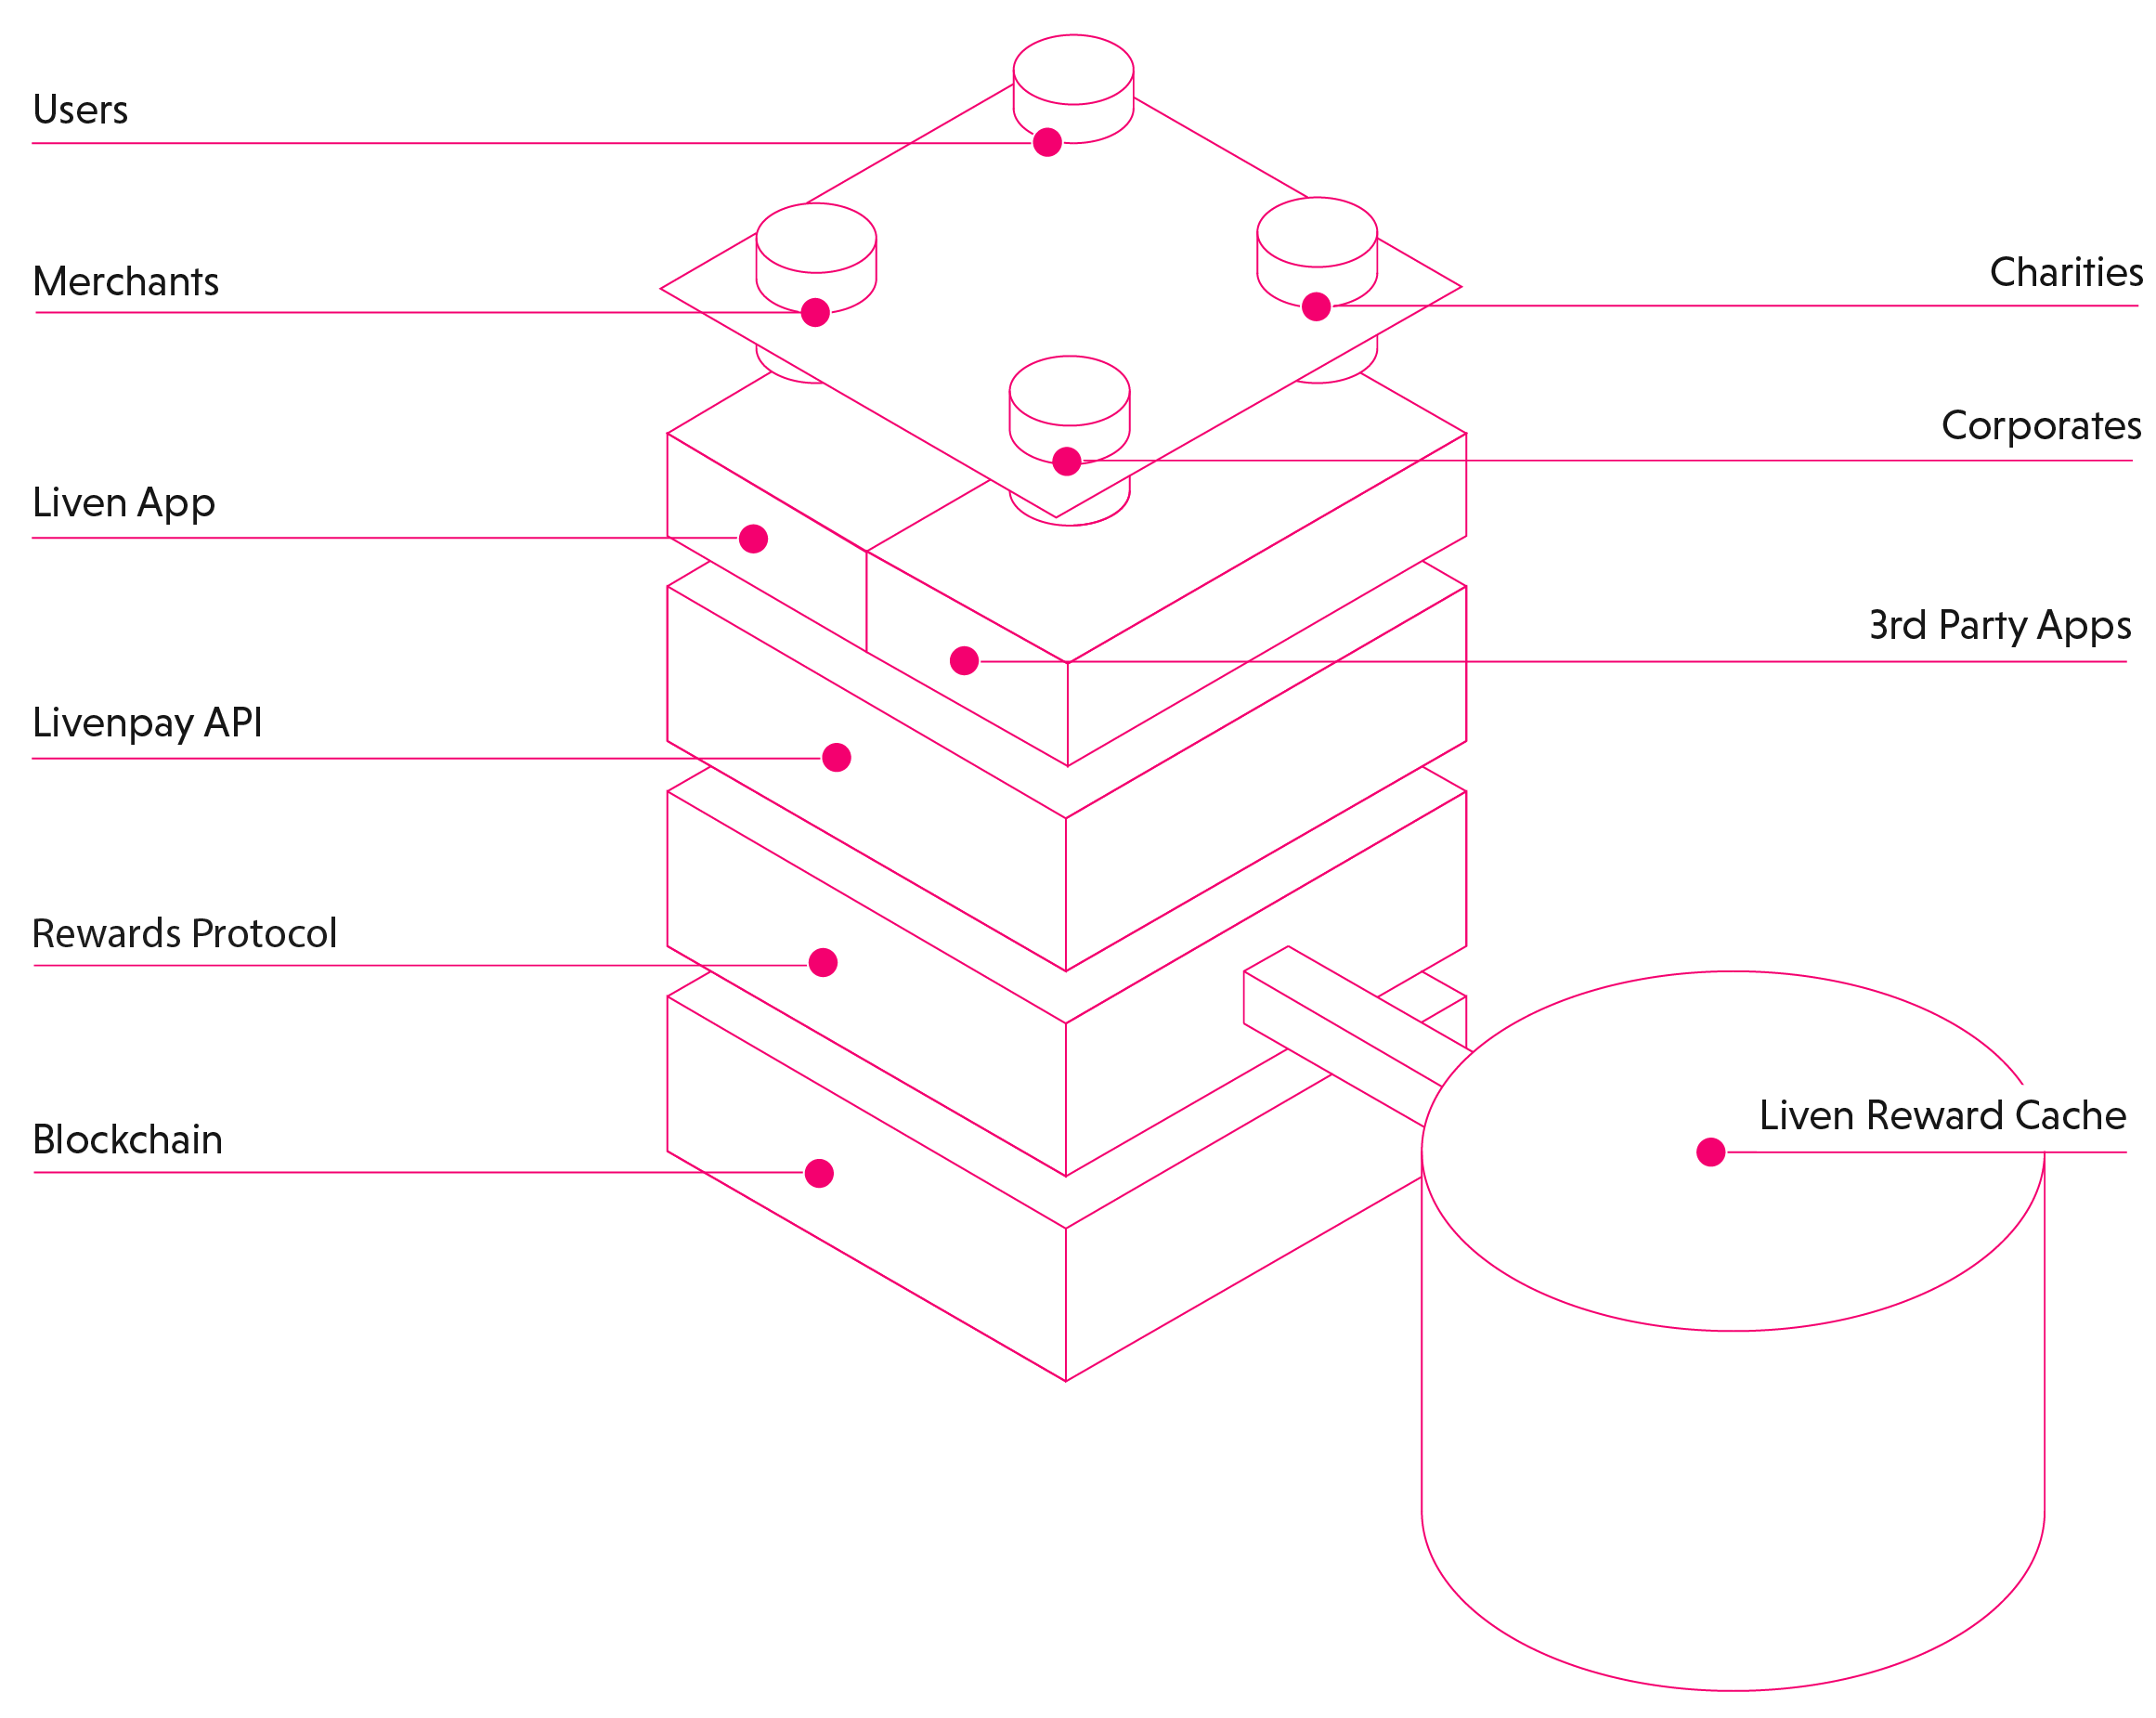 Users
Merchants
Charities
Corporates
Liven App
3rd Party Apps
Livenpay API
Rewards Protocol
Liven Reward Cache
Blockchain